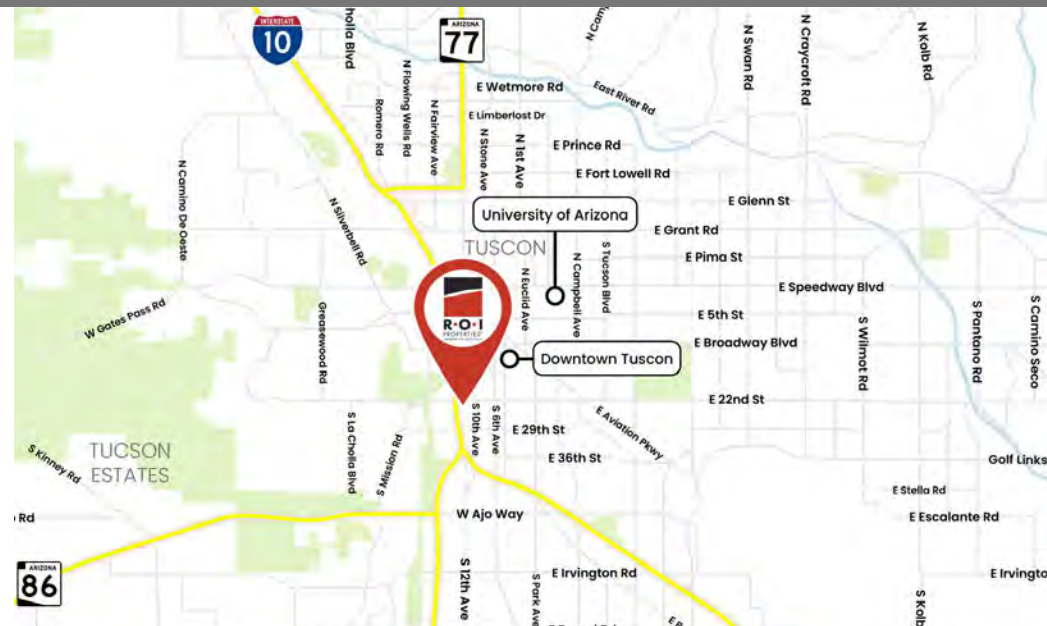 INTERSTATE
10
Cholla Blvd
ARIZONA
77
N Swan Rd
N Craycroft Rd
N Kolb Rd
E Wetmore Rd
East River Rd
N Flowing Wells Rd
Romero Rd
N Fairview Ave
E Limberlost Dr
N Stone Ave
N 1st Ave
E Prince Rd
E Fort Lowell Rd
N Camino De Oeste
N Silverbell Rd
E Glenn St
University of Arizona
E Grant Rd
TUSCON
S Tucson Blvd
N Campbell Ave
E Pima St
N Euclid Ave
E Speedway Blvd
W Gates Pass Rd
Greasewood Rd
R•O•I
PROPERTIES
E 5th St
S Wilmot Rd
S Pantano Rd
S Camino Seco
E Broadway Blvd
Downtown Tuscon
E 22nd St
S La Cholla Blvd
S Mission Rd
S 10th Ave
S 6th Ave
E 29th St
E Aviation Pkwy
TUCSON
ESTATES
S Kinney Rd
E 36th St
Golf Links
E Stella Rd
Rd
W Ajo Way
E Escalante Rd
ARIZONA
86
S 12th Ave
S Park Ave
E Irvington Rd
E Irvingto
S Kolb